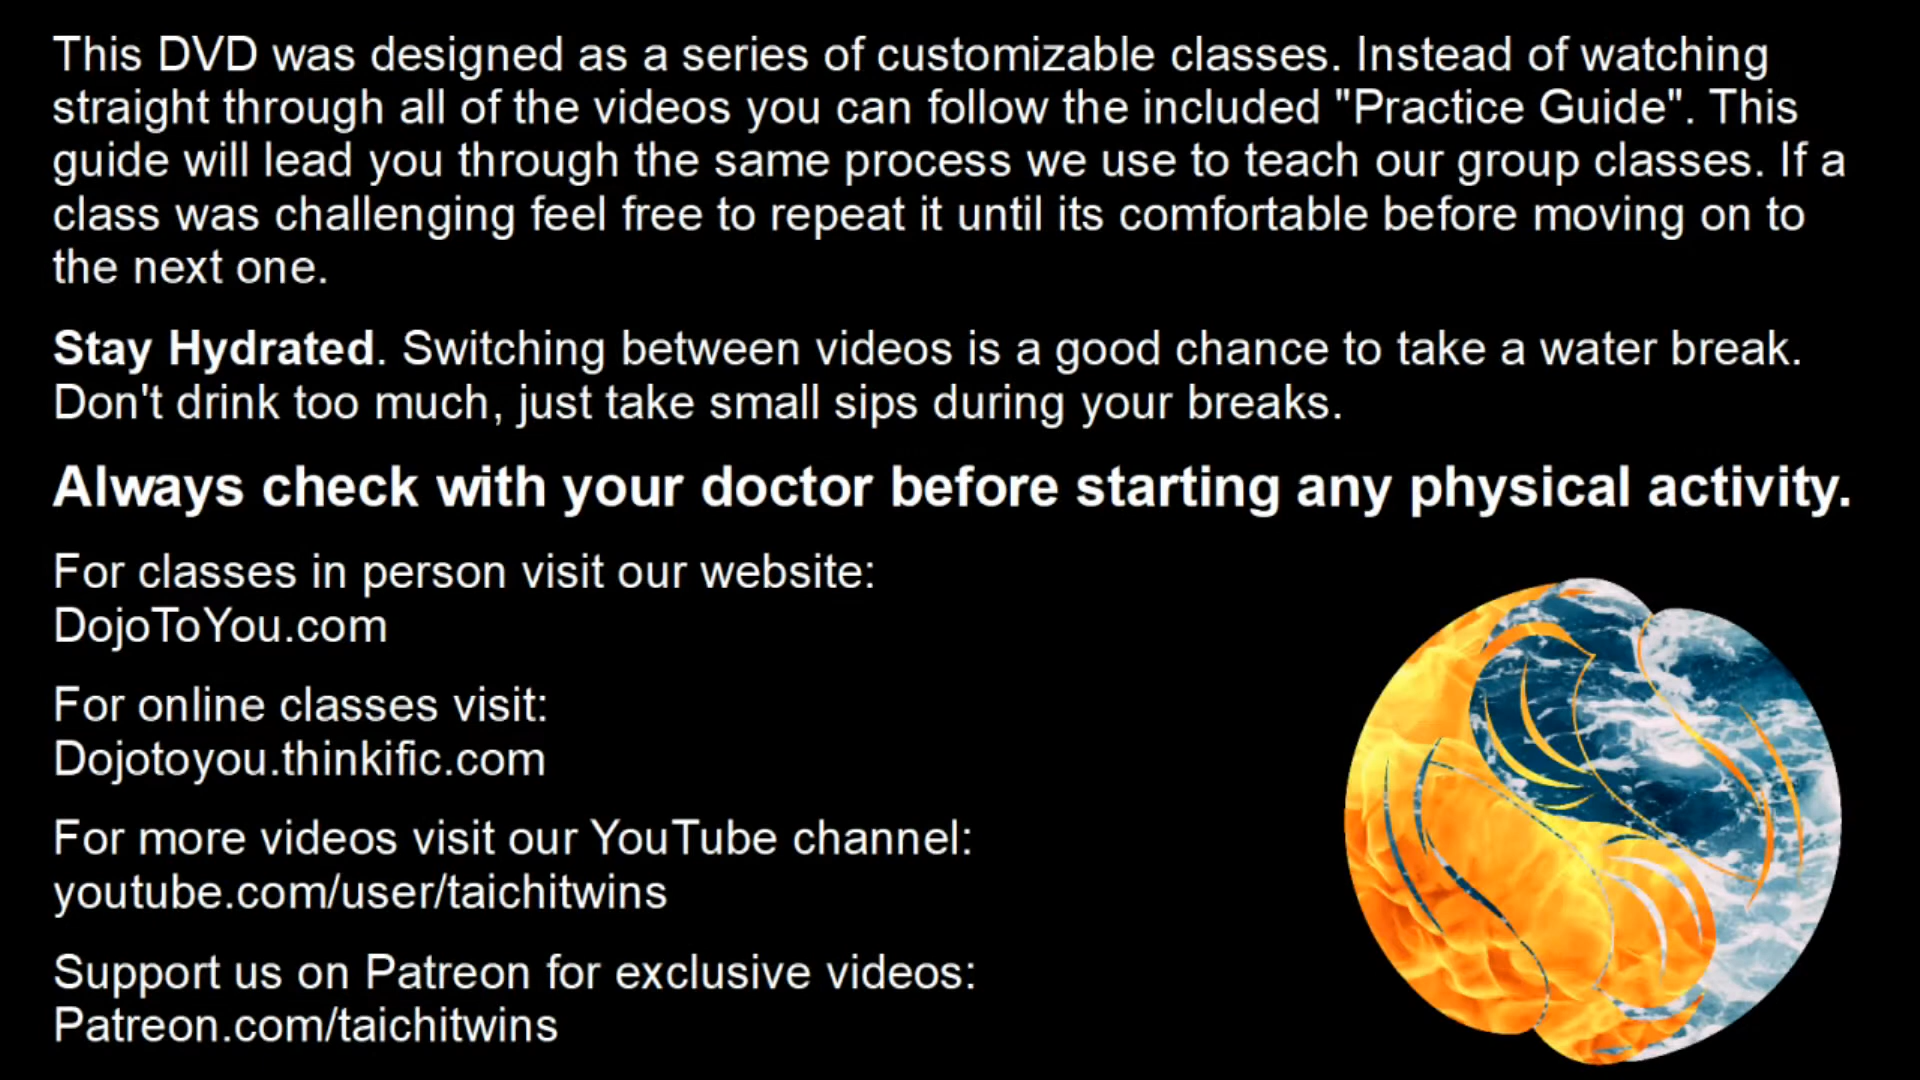 This DVD was designed as a series of customizable classes. Instead of watching
straight through all of the videos you can follow the included "Practice Guide". This
guide will lead you through the same process we use to teach our group classes. If a
class was challenging feel free to repeat it until its comfortable before moving on to
the next one.
Stay Hydrated. Switching between videos is a good chance to take a water break.
Don't drink too much, just take small sips during your breaks.
Always check with your doctor before starting any physical activity.
For classes in person visit our website:
DojoToYou.com
For online classes visit:
Dojotoyou.thinkific.com
For more videos visit our YouTube channel:
youtube.com/user/taichitwins
Support us on Patreon for exclusive videos:
Patreon.com/taichitwins